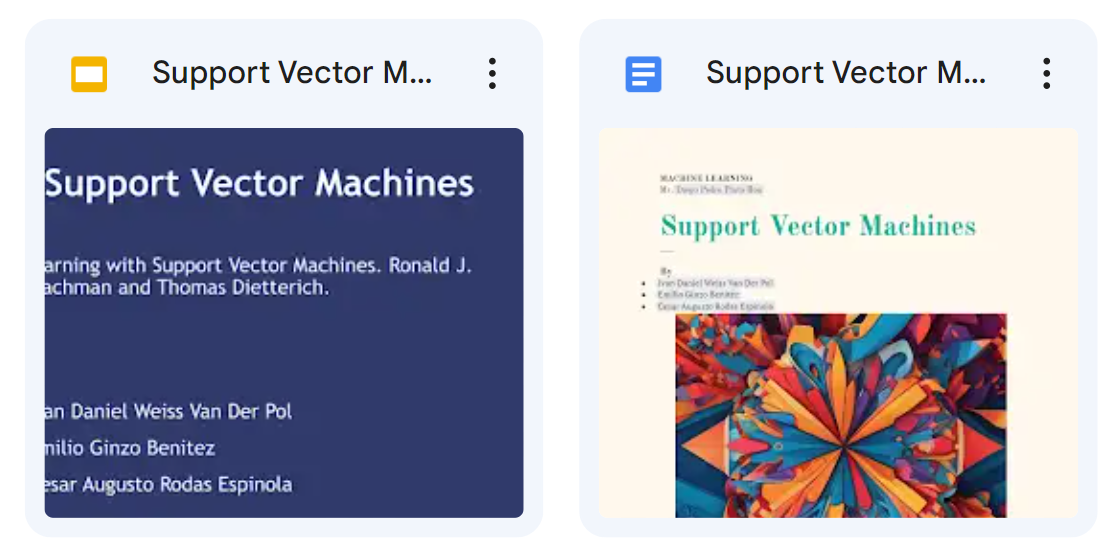 Support Vector M...
Support Vector Machines
arning with Support Vector Machines. Ronald J.
achman and Thomas Dietterich.
an Daniel Weiss Van Der Pol
milio Ginzo Benitez
esar Augusto Rodas Espinola
Support Vector M...
MACHINE LEARNING
Mr. Diego Pedro
Support Vector Machines
By
Ivan Daniel Weiss Van Der Pol
Emilio Ginzo Benitez
Cesar Augusto Rodas Espinola